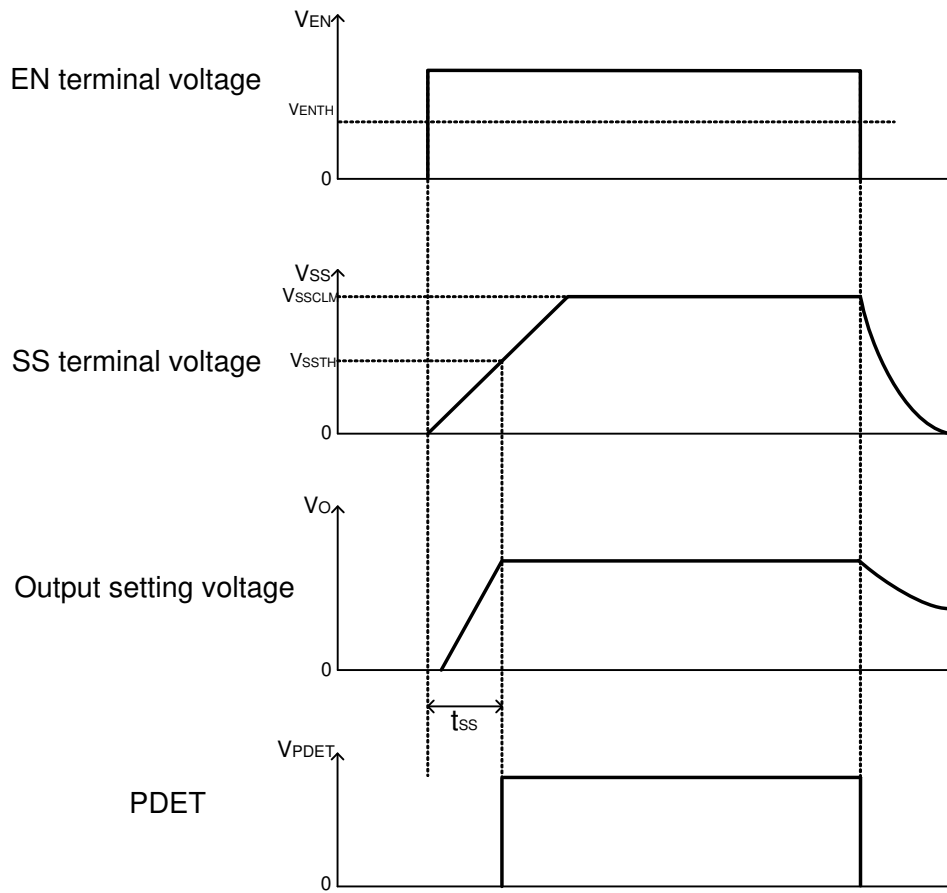 VEN
EN terminal voltage
VENTH
0
VSS
VSSCLM
SS terminal voltage
VSSTH
0
VO
Output setting voltage
0
tSS
VPDET
PDET
0